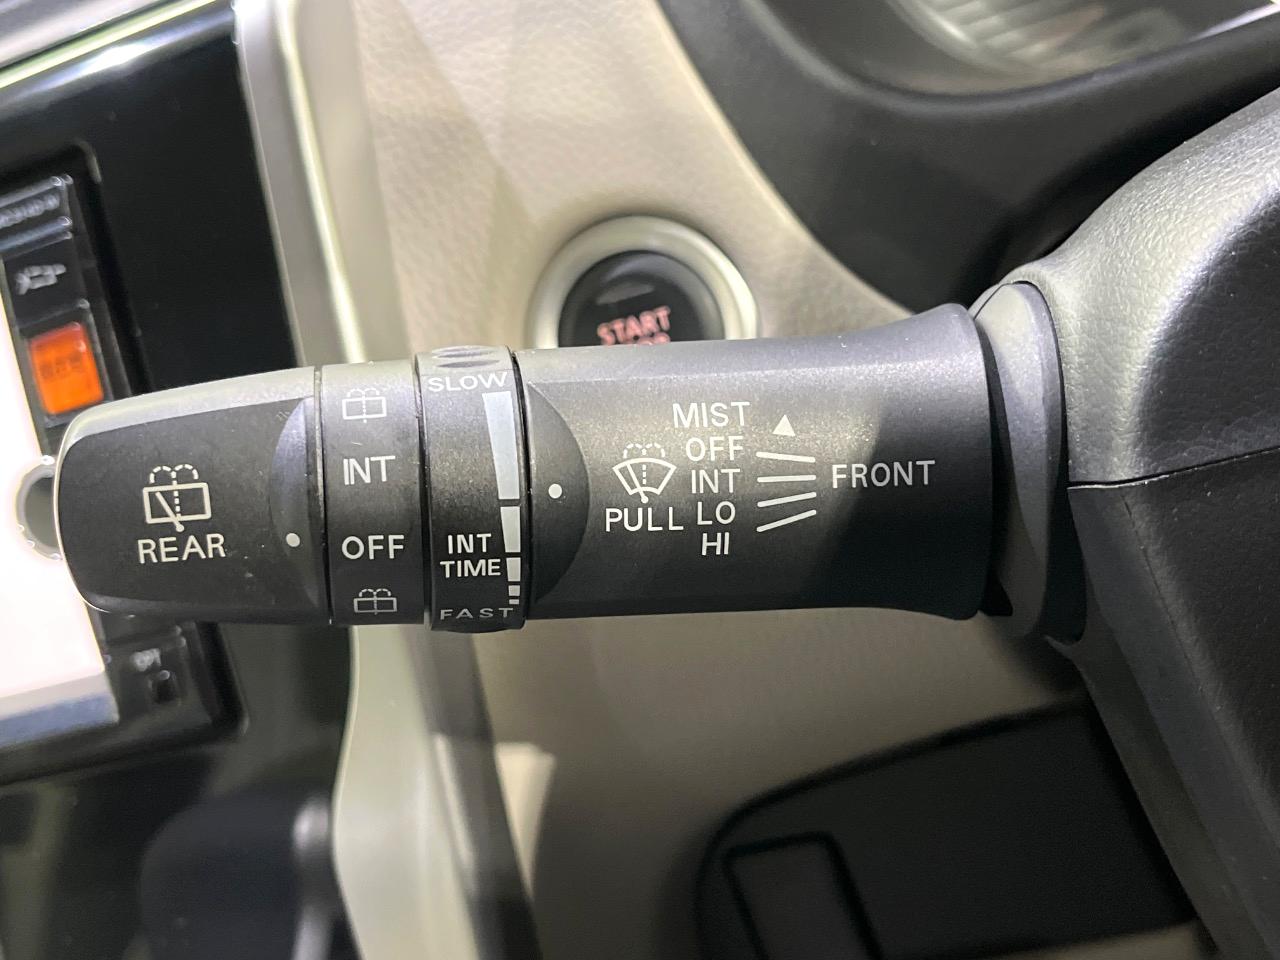 START
SLOW
INT
TIME
FAST
REAR
INT
OFF
MIST
OFF
INT
LO
HI
PULL
FRONT